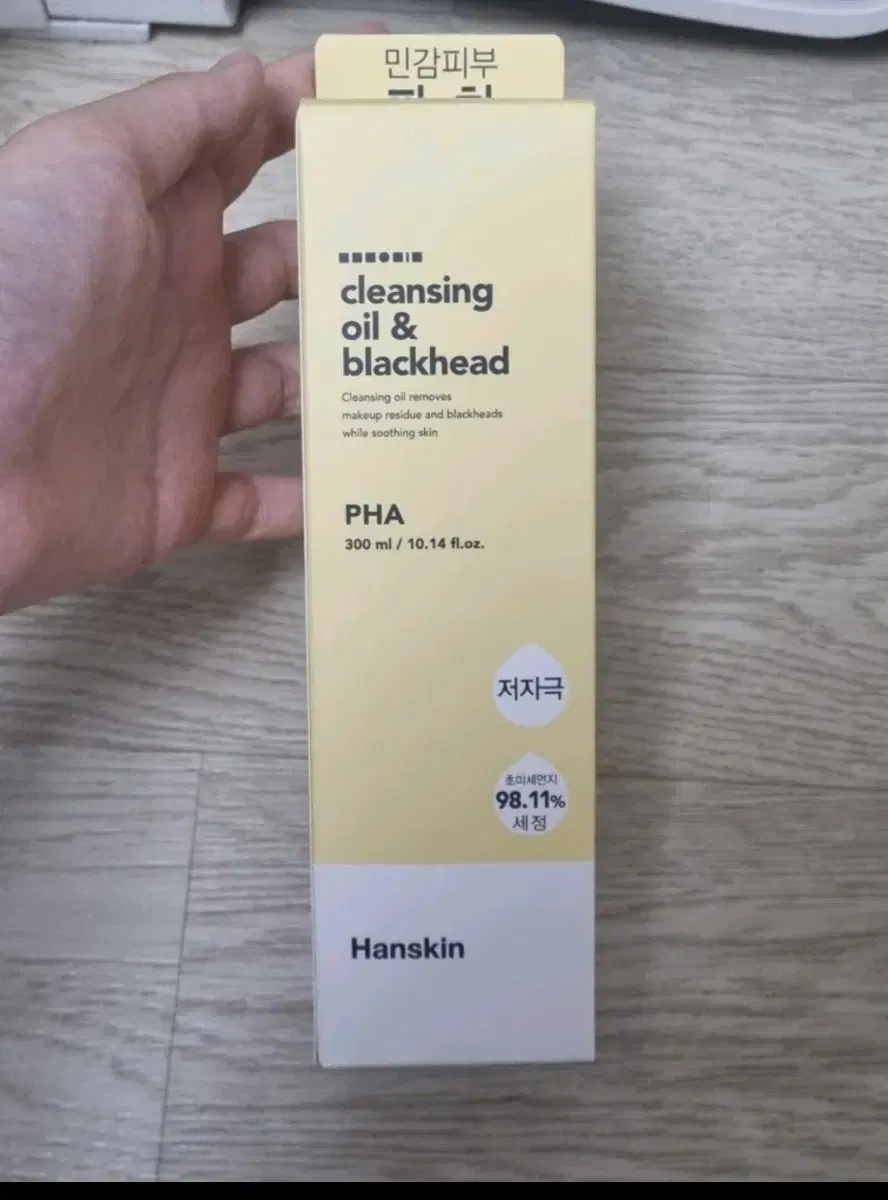 민감피부
cleansing
oil &
blackhead
Cleansing oil removes
makeup residue and blackheads
while soothing skin
PHA
300 ml / 10.14 fl.oz.
저자극
초미세먼지
98.11%
세정
Hanskin